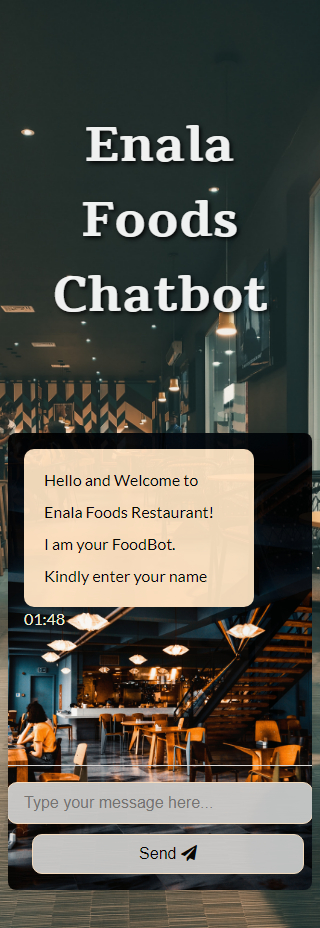 Enala
Foods
Chatbot
Hello and Welcome to
Enala Foods Restaurant!
I am your FoodBot.
Kindly enter your name
01:48
Type your message here...
Send